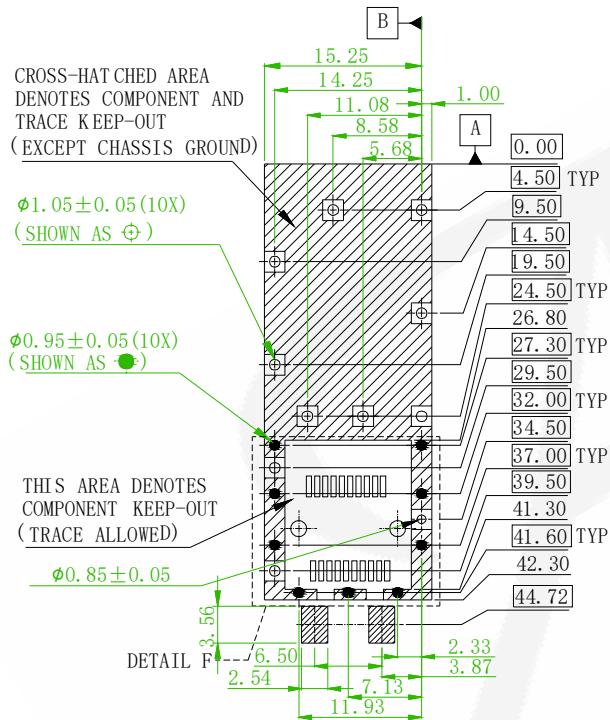 B
15.25
14.25
11.08
1.00
8.58
5.68
A
CROSS-HATCHED AREA
DENOTES COMPONENT AND
TRACE KEEP-OUT
(EXCEPT CHASSIS GROUND)
0.00
4.50 TYP
9.50
14.50
19.50
24.50 TYP
26.80
27.30 TYP
29.50
32.00 TYP
34.50
37.00 TYP
39.50
41.30
41.60 TYP
42.30
44.72
φ1.05±0.05(10X)
(SHOWN AS ⊕)
φ0.95±0.05(10X)
(SHOWN AS ●)
THIS AREA DENOTES
COMPONENT KEEP-OUT
(TRACE ALLOWED)
φ0.85±0.05
3.56
DETAIL F
6.50
2.54
2.33
3.87
7.13
11.93